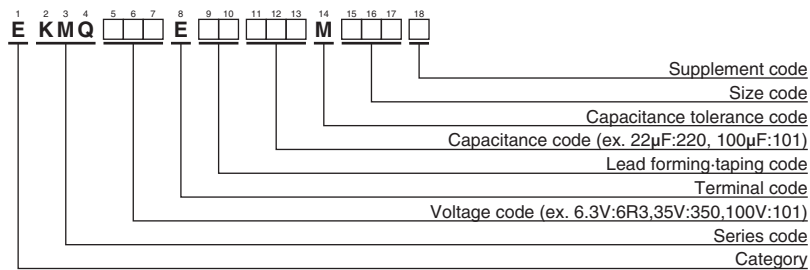 1 2 3 4 5 6 7 8 9 10 11 12 13 14 15 16 17 18
E KMQ E M
Supplement code
Size code
Capacitance tolerance code
Capacitance code (ex. 22µF:220, 100µF:101)
Lead forming·taping code
Terminal code
Voltage code (ex. 6.3V:6R3,35V:350,100V:101)
Series code
Category